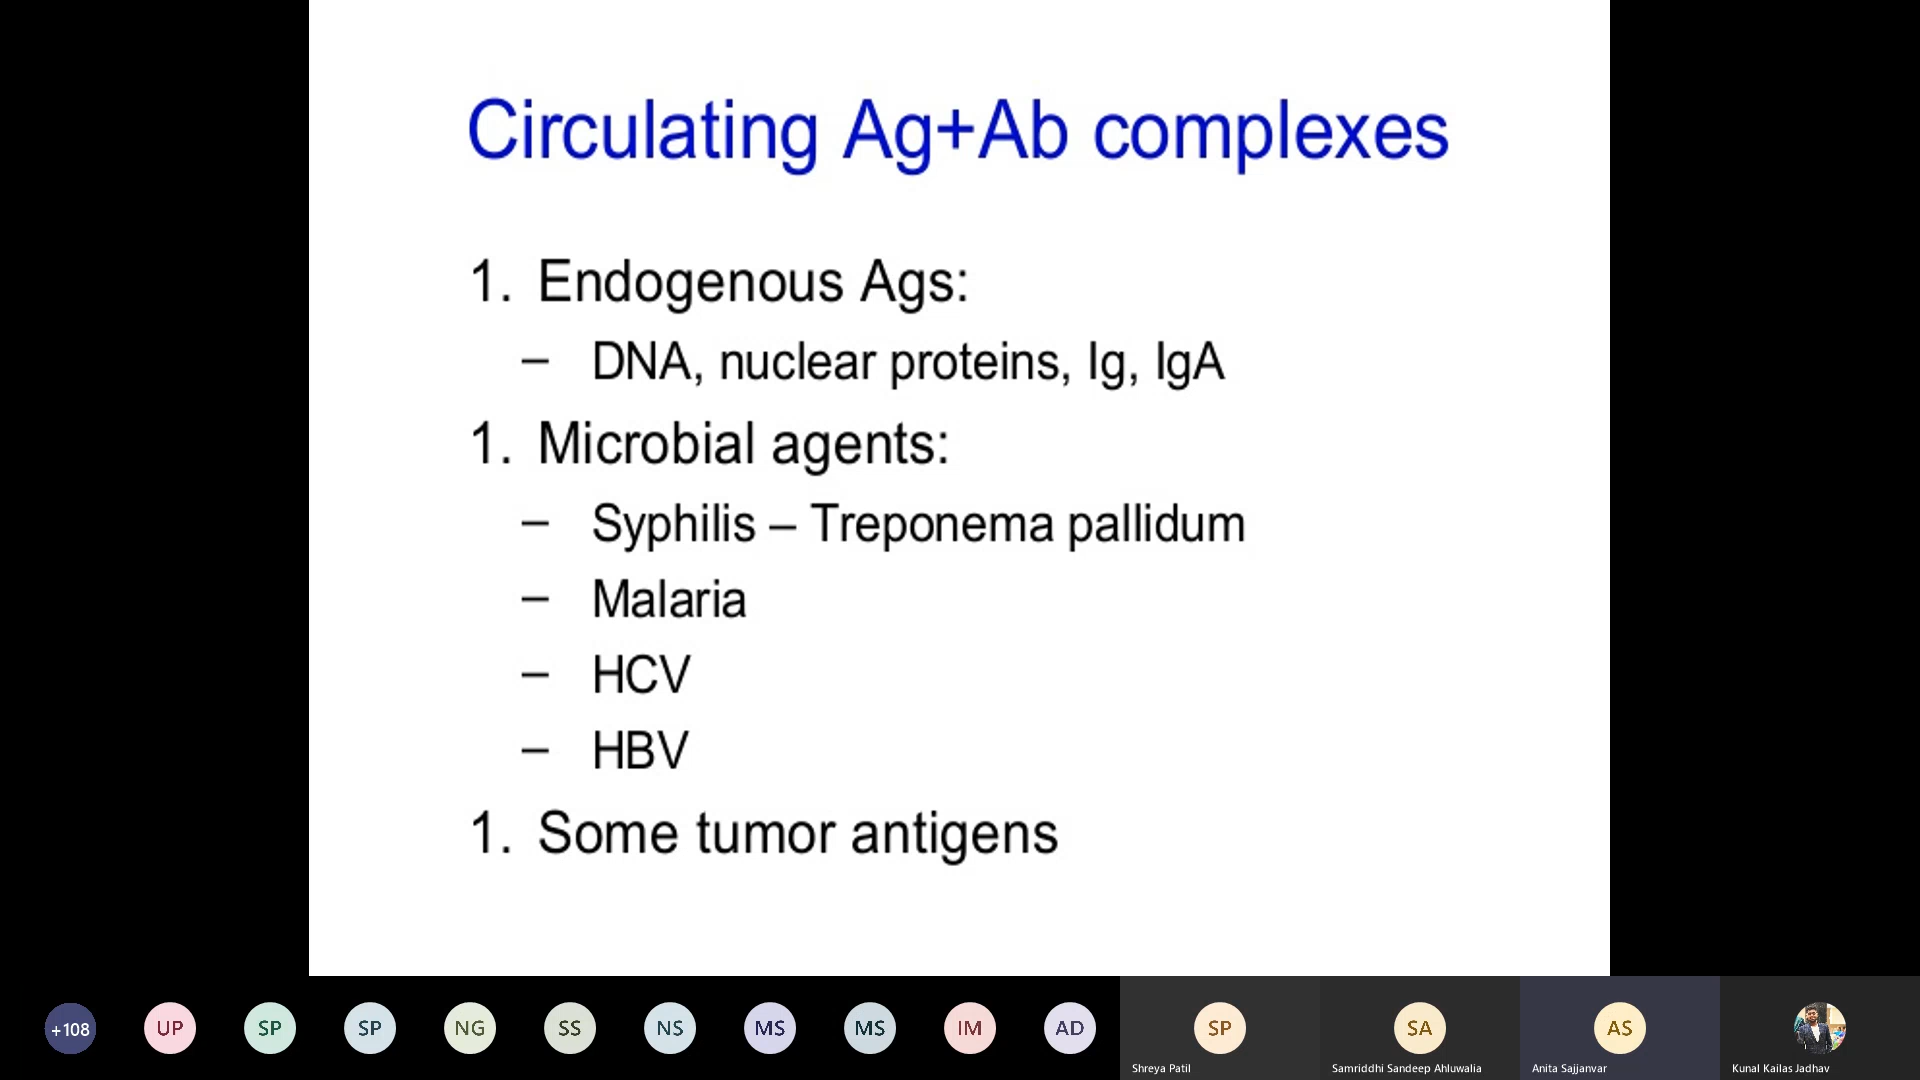 Circulating Ag+Ab complexes
1. Endogenous Ags:
– DNA, nuclear proteins, Ig, IgA
1. Microbial agents:
– Syphilis – Treponema pallidum
– Malaria
– HCV
– HBV
1. Some tumor antigens
+108 UP SP SP NG SS NS MS MS IM AD SP SA AS
Shreya Patil Samriddhi Sandeep Ahluwalia Anita Sajjanvar Kunal Kailas Jadhav